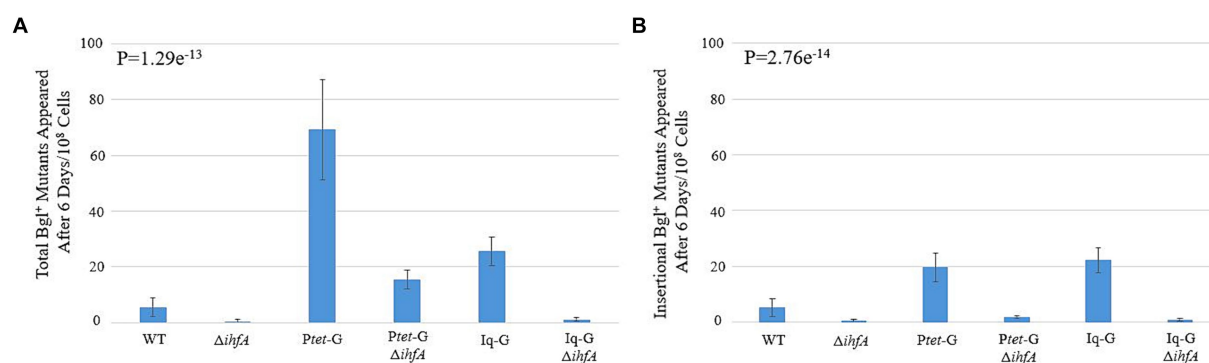 A
Total Bgl⁺ Mutants Appeared
After 6 Days/10⁸ Cells
100
80
60
40
20
0
P=1.29e⁻¹³
WT
ΔihfA
Ptet-G
Ptet-G
ΔihfA
Iq-G
Iq-G
ΔihfA
B
Insertional Bgl⁺ Mutants Appeared
After 6 Days/10⁸ Cells
100
80
60
40
20
0
P=2.76e⁻¹⁴
WT
ΔihfA
Ptet-G
Ptet-G
ΔihfA
Iq-G
Iq-G
ΔihfA